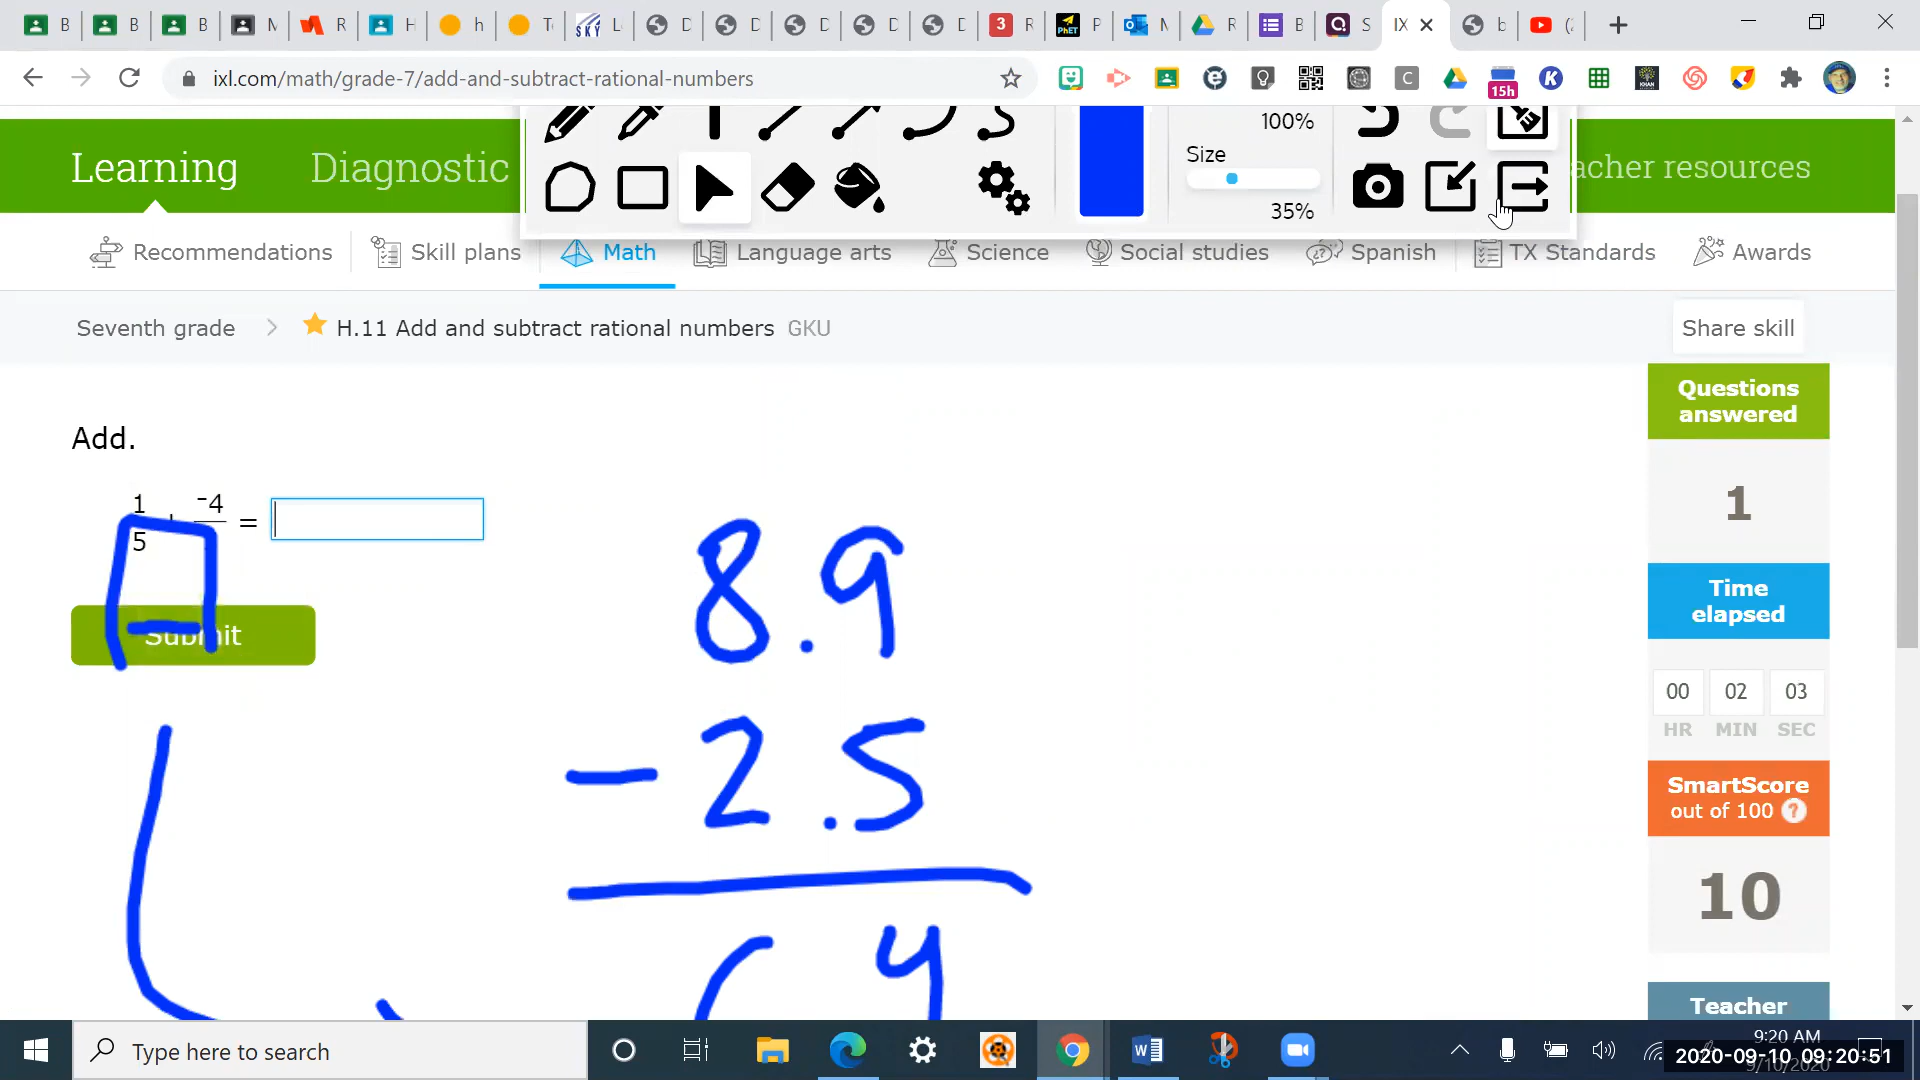 B B B M R H h T L D D D D D 3 R P M R B S IX b (
ixl.com/math/grade-7/add-and-subtract-rational-numbers
15h
100%
Size
35%
Learning Diagnostic acher resources
Recommendations Skill plans Math Language arts Science Social studies Spanish TX Standards Awards
Seventh grade > H.11 Add and subtract rational numbers GKU
Share skill
Add.
1 -4
5 + =
Submit
8.9
- 2.5
4
Questions
answered
1
Time
elapsed
00 02 03
HR MIN SEC
SmartScore
out of 100 ?
10
Teacher
Type here to search
9:20 AM
2020-09-10 09:20:51